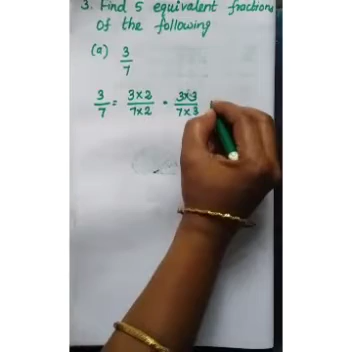 3. Find 5 equivalent fractions
of the following
(a) 3/7
3/7 = 3×2/7×2 = 3×3/7×3